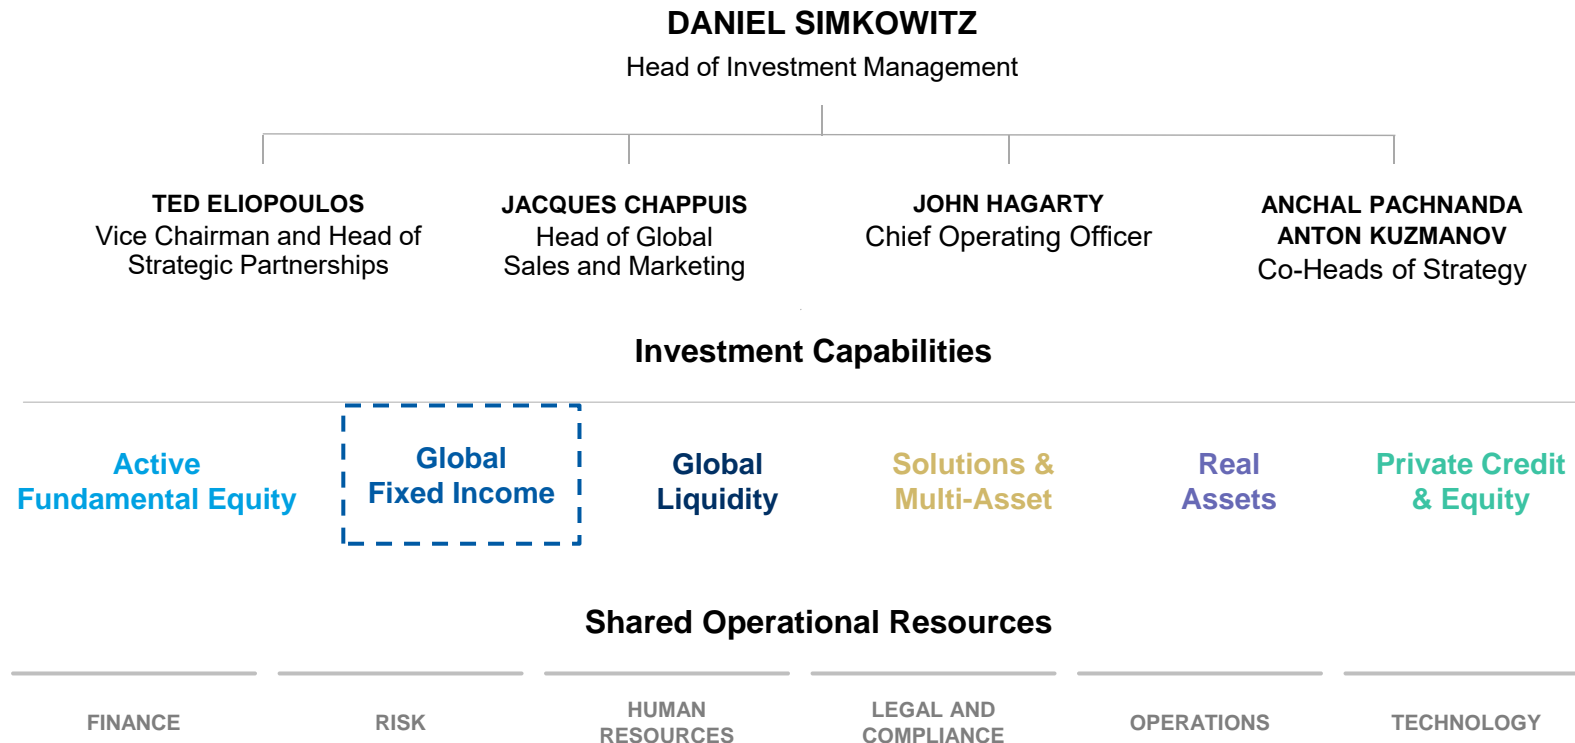 DANIEL SIMKOWITZ
Head of Investment Management
TED ELIOPOULOS
Vice Chairman and Head of
Strategic Partnerships
JACQUES CHAPPUIS
Head of Global
Sales and Marketing
JOHN HAGARTY
Chief Operating Officer
ANCHAL PACHNANDA
ANTON KUZMANOV
Co-Heads of Strategy
Investment Capabilities
Active
Fundamental Equity
Global
Fixed Income
Global
Liquidity
Solutions &
Multi-Asset
Real
Assets
Private Credit
& Equity
Shared Operational Resources
FINANCE
RISK
HUMAN
RESOURCES
LEGAL AND
COMPLIANCE
OPERATIONS
TECHNOLOGY